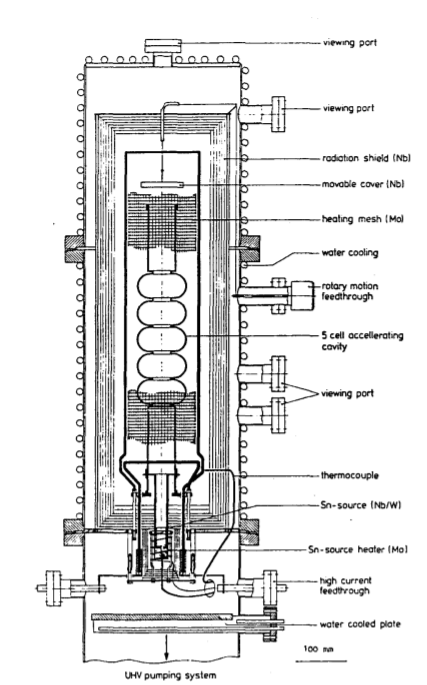 viewing port
viewing port
radiation shield (Nb)
movable cover (Nb)
heating mesh (Mo)
water cooling
rotary motion
feedthrough
5 cell accellerating
cavity
viewing port
thermocouple
Sn-source (Nb/W)
Sn-source heater (Mo)
high current
feedthrough
water cooled plate
100 mm
UHV pumping system